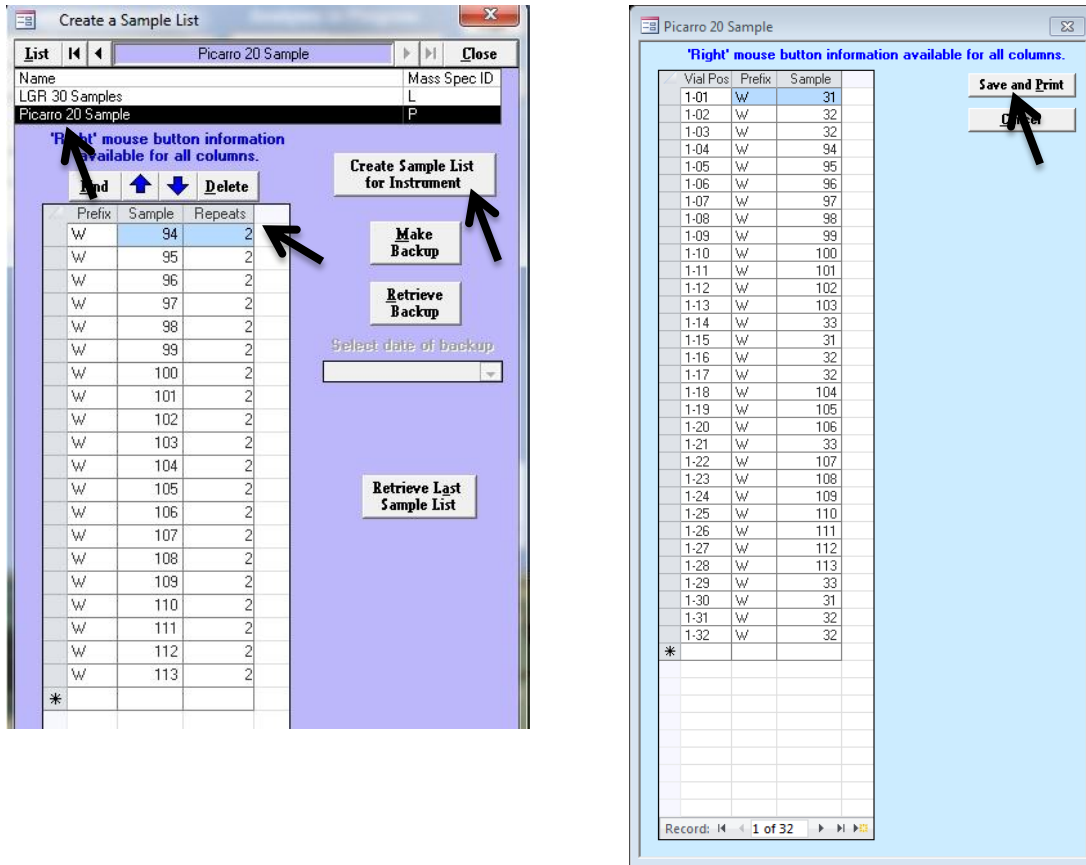 Create a Sample List
List Picarro 20 Sample Close
Name Mass Spec ID
LGR 30 Samples L
Picarro 20 Sample P
'Right' mouse button information
available for all columns.
Find Delete
Prefix Sample Repeats
W 94 2
W 95 2
W 96 2
W 97 2
W 98 2
W 99 2
W 100 2
W 101 2
W 102 2
W 103 2
W 104 2
W 105 2
W 106 2
W 107 2
W 108 2
W 109 2
W 110 2
W 111 2
W 112 2
W 113 2
*
Create Sample List
for Instrument
Make
Backup
Retrieve
Backup
Select date of backup
Retrieve Last
Sample List
Picarro 20 Sample
'Right' mouse button information available for all columns.
Vial Pos Prefix Sample
1-01 W 31
1-02 W 32
1-03 W 32
1-04 W 94
1-05 W 95
1-06 W 96
1-07 W 97
1-08 W 98
1-09 W 99
1-10 W 100
1-11 W 101
1-12 W 102
1-13 W 103
1-14 W 33
1-15 W 31
1-16 W 32
1-17 W 32
1-18 W 104
1-19 W 105
1-20 W 106
1-21 W 33
1-22 W 107
1-23 W 108
1-24 W 109
1-25 W 110
1-26 W 111
1-27 W 112
1-28 W 113
1-29 W 33
1-30 W 31
1-31 W 32
1-32 W 32
*
Save and Print
Cancel
Record: 1 of 32